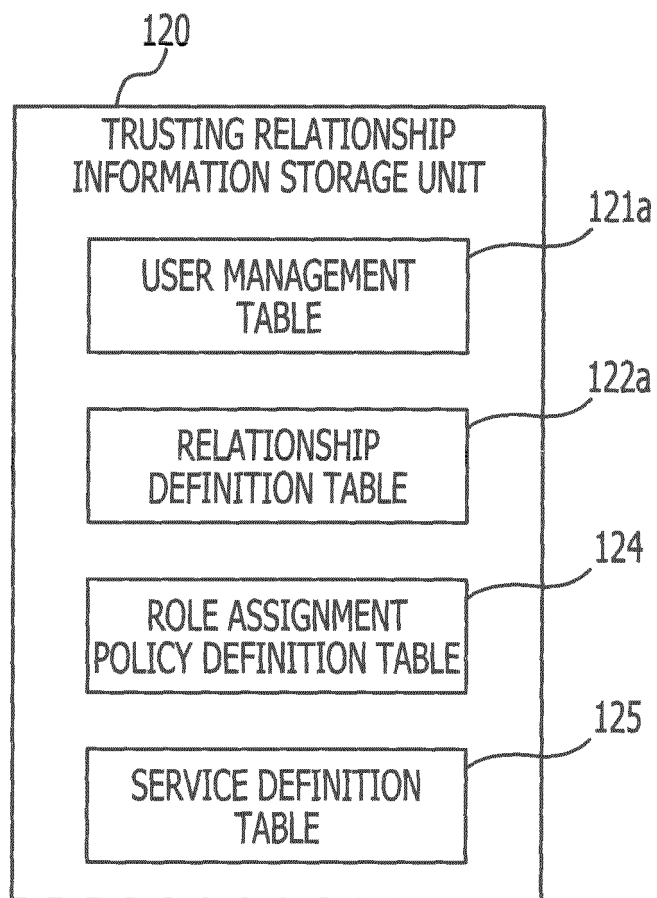 120
TRUSTING RELATIONSHIP
INFORMATION STORAGE UNIT
121a
USER MANAGEMENT
TABLE
122a
RELATIONSHIP
DEFINITION TABLE
124
ROLE ASSIGNMENT
POLICY DEFINITION TABLE
125
SERVICE DEFINITION
TABLE